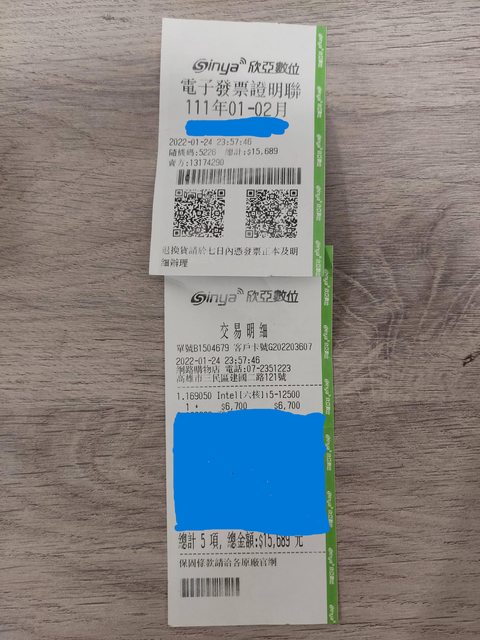 Sinya 欣亞數位
電子發票證明聯
111年01-02月
2022-01-24 23:57:46
隨機碼:5226 總計:$15,689
賣方:13174290
退換貨請於七日內憑發票正本及明
細辦理
Sinya 欣亞數位
交易明細
單號B1504679 客戶卡號G202203607
2022-01-24 23:57:46
網路購物店 電話:07-2351223
高雄市三民區建國二路121號
1.169050 Intel[六核]i5-12500
1 * $6,700 $6,700
總計 5 項, 總金額:$15,689 元
保固條款請洽各原廠官網